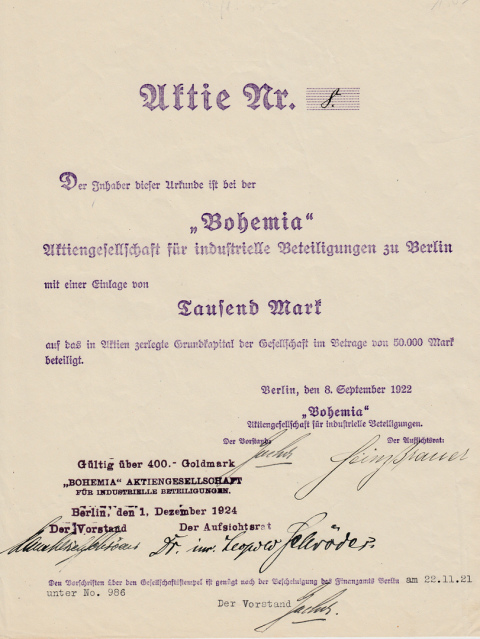 Aktie Nr. 8.
Der Inhaber dieser Urkunde ist bei der
„Bohemia“
Aktiengesellschaft für industrielle Beteiligungen zu Berlin
mit einer Einlage von
Tausend Mark
auf das in Aktien zerlegte Grundkapital der Gesellschaft im Betrage von 50.000 Mark
beteiligt.
Berlin, den 8. September 1922
„Bohemia“
Aktiengesellschaft für industrielle Beteiligungen.
Der Vorstand: Der Aufsichtsrat:
Gültig über 400.- Goldmark
„BOHEMIA“ AKTIENGESELLSCHAFT
FÜR INDUSTRIELLE BETEILIGUNGEN.
Berlin, den 1. Dezember 1924
Der Vorstand Der Aufsichtsrat
Dr. Leopold Schröder
Den Vorschriften über den Gesellschaftsstempel ist genügt nach der Bescheinigung des Finanzamts Berlin am 22.11.21
unter No. 986
Der Vorstand